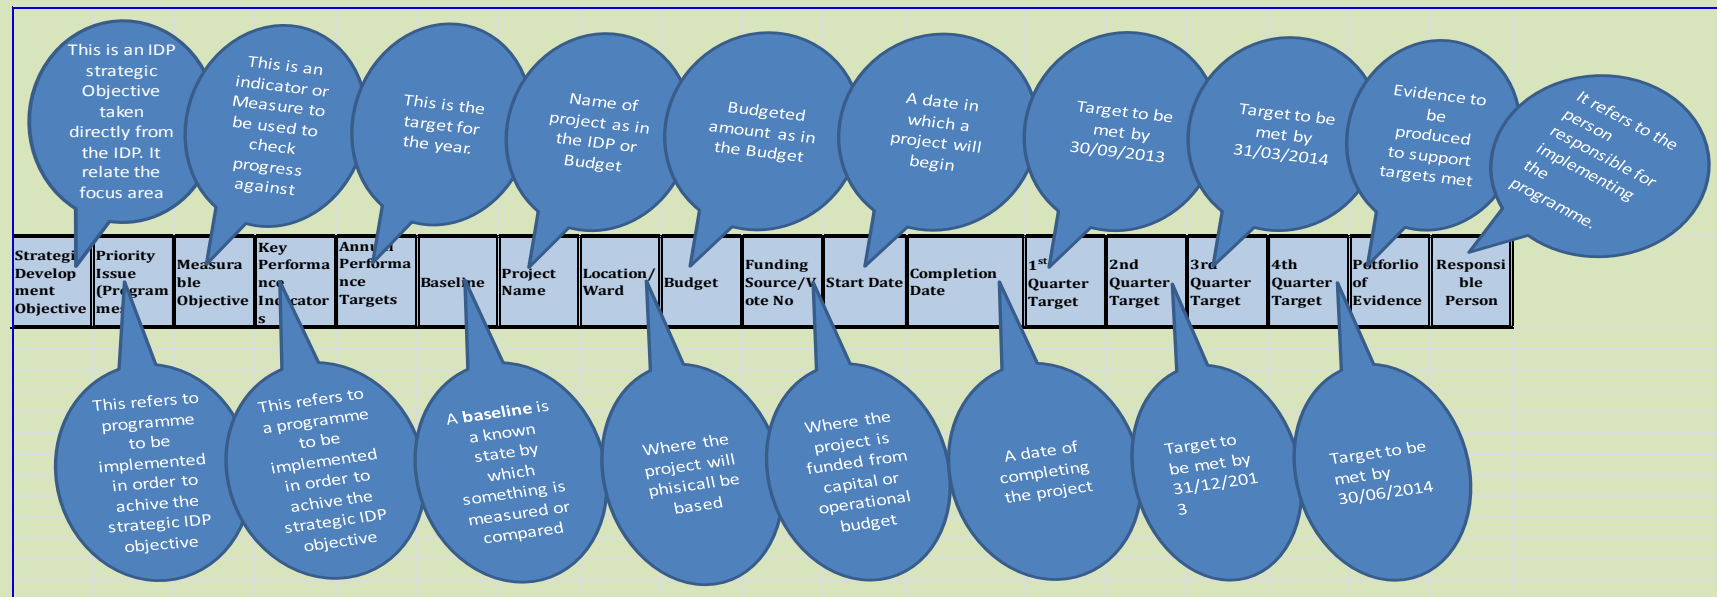 This is an IDP
strategic
Objective
taken
directly from
the IDP. It
relate the
focus area
This is an
indicator or
Measure to
be used to
check
progress
against
This is the
target for
the year.
Name of
project as in
the IDP or
Budget
Budgeted
amount as in
the Budget
A date in
which a
project will
begin
Target to be
met by
30/09/2013
Target to be
met by
31/03/2014
Evidence to
be
produced
to support
targets met
It refers to the
person
responsible for
implementing
the
programme.
Strategi
Develop
ment
Objective
Priority
Issue
(Program
mes
Measura
ble
Objective
Key
Performa
nce
Indicator
s
Annual
Performa
nce
Targets
Baseline
Project
Name
Location/
Ward
Budget
Funding
Source/V
ote No
Start Date
Completion
Date
1st
Quarter
Target
2nd
Quarter
Target
3rd
Quarter
Target
4th
Quarter
Target
Potforlio
of
Evidence
Responsi
ble
Person
This refers to
programme
to be
implemented
in order to
achive the
strategic IDP
objective
This refers to
a programme
to be
implemented
in order to
achive the
strategic IDP
objective
A baseline is
a known
state by
which
something is
measured or
compared
Where the
project will
phisicall be
based
Where the
project is
funded from
capital or
operational
budget
A date of
completing
the project
Target to
be met by
31/12/201
3
Target to be
met by
30/06/2014